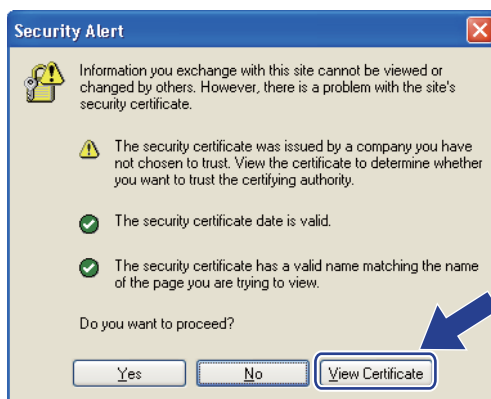 Security Alert
Information you exchange with this site cannot be viewed or
changed by others. However, there is a problem with the site's
security certificate.
The security certificate was issued by a company you have
not chosen to trust. View the certificate to determine whether
you want to trust the certifying authority.
The security certificate date is valid.
The security certificate has a valid name matching the name
of the page you are trying to view.
Do you want to proceed?
Yes No View Certificate